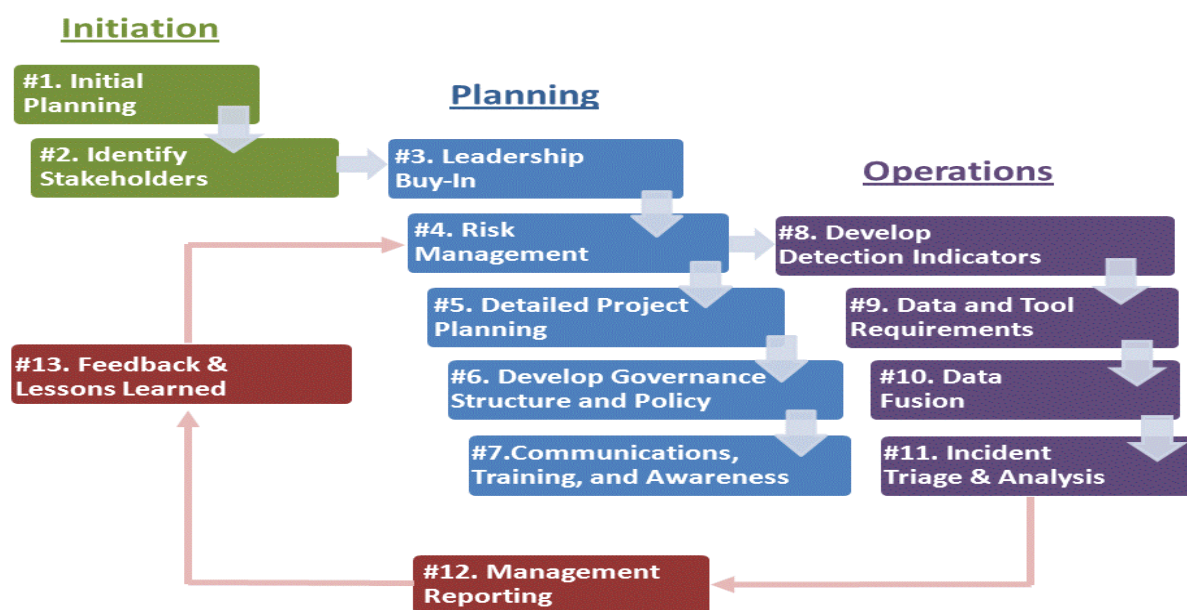 Initiation
#1. Initial
Planning
#2. Identify
Stakeholders
Planning
#3. Leadership
Buy-In
#4. Risk
Management
#5. Detailed Project
Planning
#6. Develop Governance
Structure and Policy
#7.Communications,
Training, and Awareness
Operations
#8. Develop
Detection Indicators
#9. Data and Tool
Requirements
#10. Data
Fusion
#11. Incident
Triage & Analysis
#12. Management
Reporting
#13. Feedback &
Lessons Learned